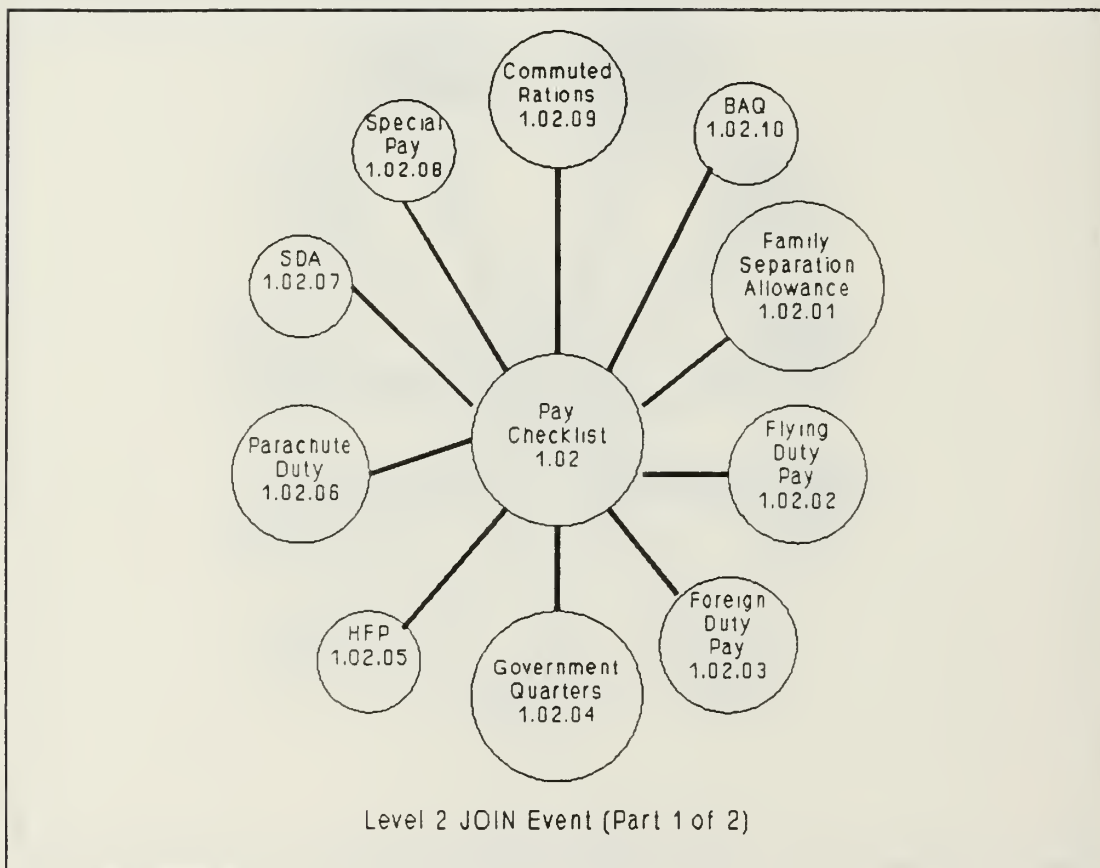 Commuted
Rations
1.02.09
BAQ
1.02.10
Special
Pay
1.02.08
Family
Separation
Allowance
1.02.01
SDA
1.02.07
Pay
Checklist
1.02
Flying
Duty
Pay
1.02.02
Parachute
Duty
1.02.06
Foreign
Duty
Pay
1.02.03
HFP
1.02.05
Government
Quarters
1.02.04
Level 2 JOIN Event (Part 1 of 2)